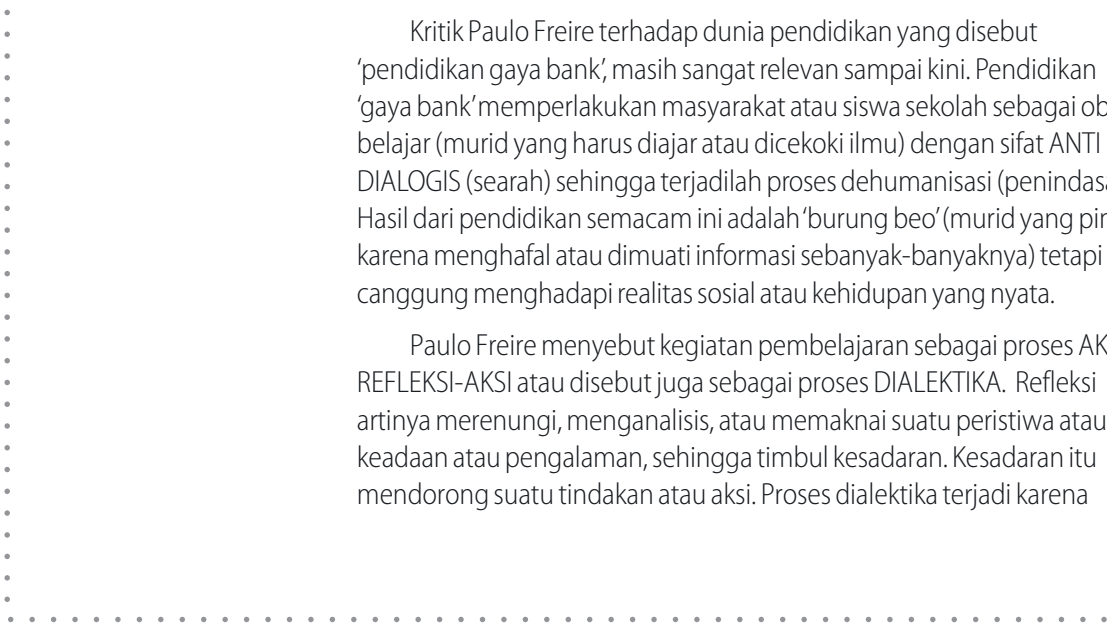 Kritik Paulo Freire terhadap dunia pendidikan yang disebut
‘pendidikan gaya bank’, masih sangat relevan sampai kini. Pendidikan
‘gaya bank’ memperlakukan masyarakat atau siswa sekolah sebagai
belajar (murid yang harus diajar atau dicekoki ilmu) dengan sifat ANTI
DIALOGIS (searah) sehingga terjadilah proses dehumanisasi
Hasil dari pendidikan semacam ini adalah ‘burung beo’ (murid yang
karena menghafal atau dimuati informasi sebanyak-banyaknya) tetapi
canggung menghadapi realitas sosial atau kehidupan yang nyata.
Paulo Freire menyebut kegiatan pembelajaran sebagai proses
REFLEKSI-AKSI atau disebut juga sebagai proses DIALEKTIKA. Refleksi
artinya merenungi, menganalisis, atau memaknai suatu peristiwa atau
keadaan atau pengalaman, sehingga timbul kesadaran. Kesadaran itu
mendorong suatu tindakan atau aksi. Proses dialektika terjadi karena